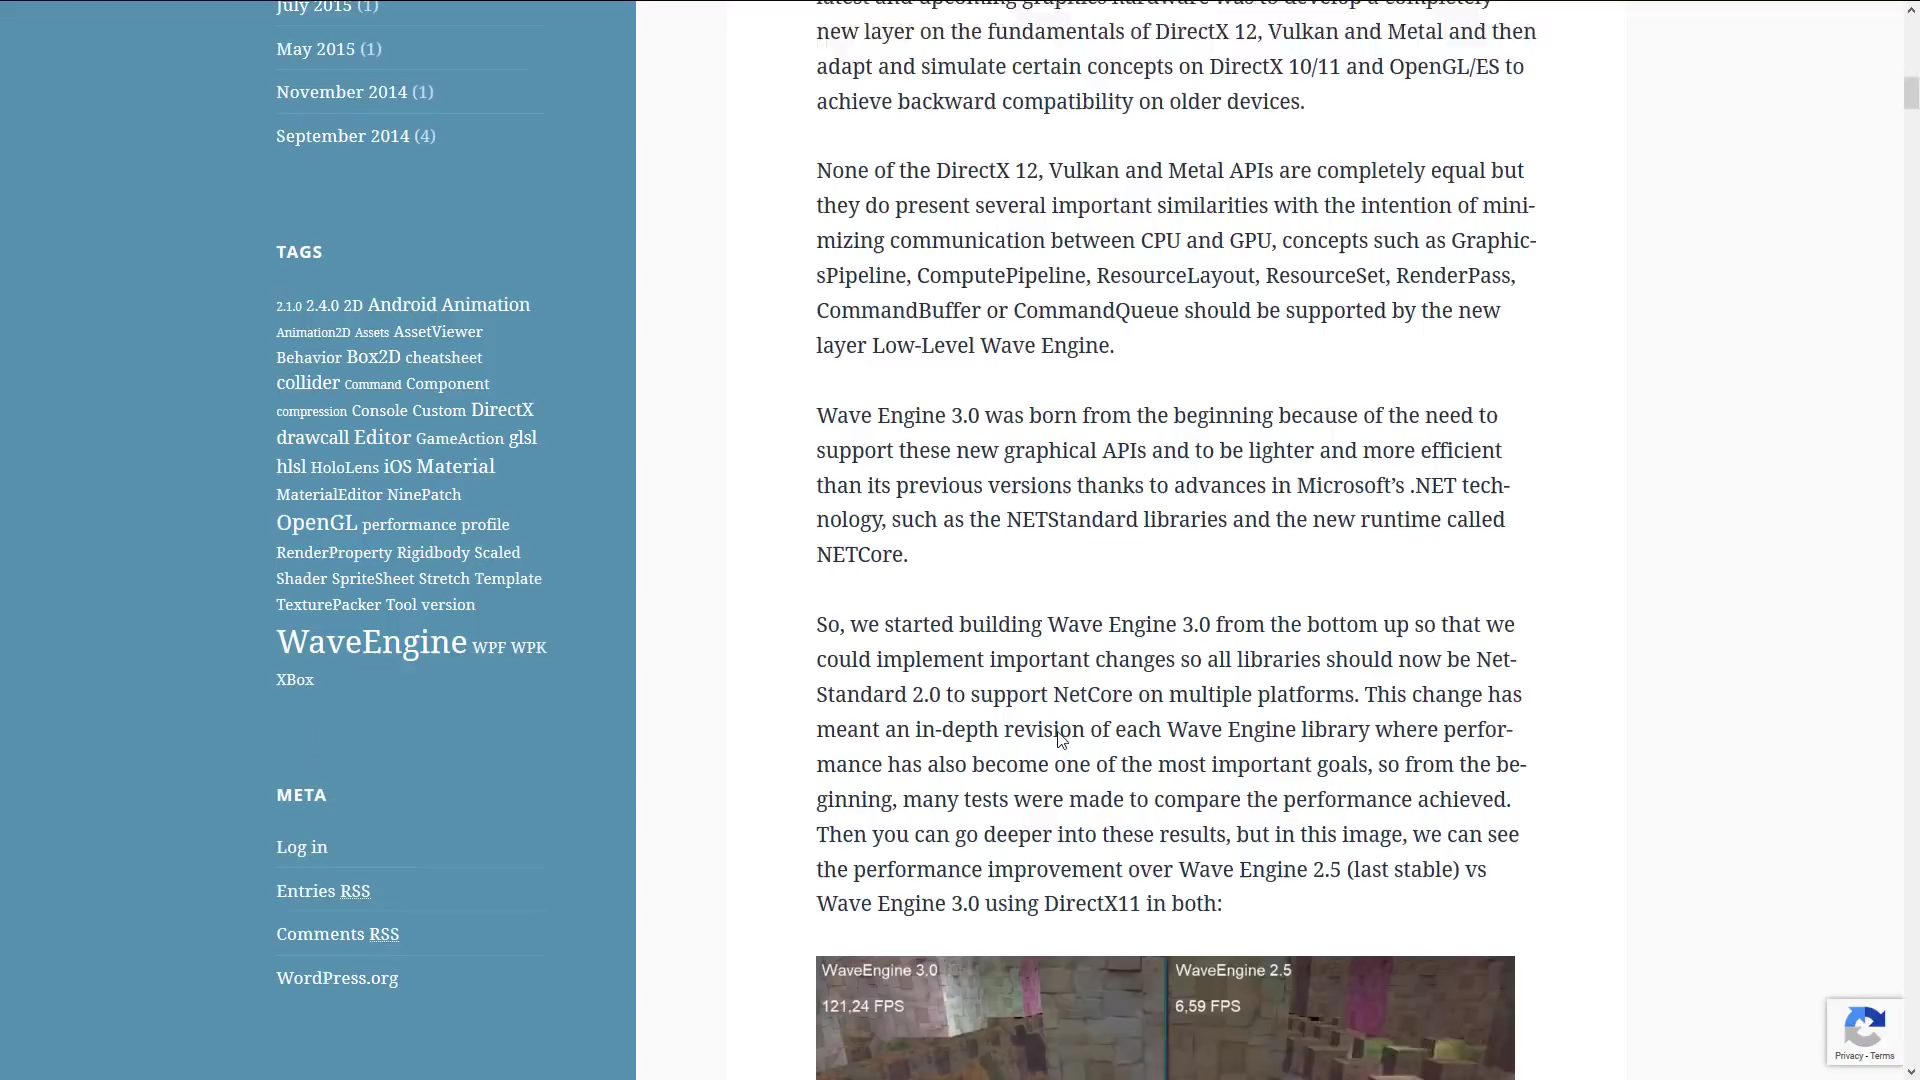 July 2015 (1)
May 2015 (1)
November 2014 (1)
September 2014 (4)
TAGS
2.1.0 2.4.0 2D Android Animation
Animation2D Assets AssetViewer
Behavior Box2D cheatsheet
collider Command Component
compression Console Custom DirectX
drawcall Editor GameAction glsl
hlsl HoloLens iOS Material
MaterialEditor NinePatch
OpenGL performance profile
RenderProperty Rigidbody Scaled
Shader SpriteSheet Stretch Template
TexturePacker Tool version
WaveEngine WPF WPK
XBox
META
Log in
Entries RSS
Comments RSS
WordPress.org
latest and upcoming graphics hardware was to develop a completely
new layer on the fundamentals of DirectX 12, Vulkan and Metal and then
adapt and simulate certain concepts on DirectX 10/11 and OpenGL/ES to
achieve backward compatibility on older devices.
None of the DirectX 12, Vulkan and Metal APIs are completely equal but
they do present several important similarities with the intention of mini-
mizing communication between CPU and GPU, concepts such as Graphic-
sPipeline, ComputePipeline, ResourceLayout, ResourceSet, RenderPass,
CommandBuffer or CommandQueue should be supported by the new
layer Low-Level Wave Engine.
Wave Engine 3.0 was born from the beginning because of the need to
support these new graphical APIs and to be lighter and more efficient
than its previous versions thanks to advances in Microsoft’s .NET tech-
nology, such as the NETStandard libraries and the new runtime called
NETCore.
So, we started building Wave Engine 3.0 from the bottom up so that we
could implement important changes so all libraries should now be Net-
Standard 2.0 to support NetCore on multiple platforms. This change has
meant an in-depth revision of each Wave Engine library where perfor-
mance has also become one of the most important goals, so from the be-
ginning, many tests were made to compare the performance achieved.
Then you can go deeper into these results, but in this image, we can see
the performance improvement over Wave Engine 2.5 (last stable) vs
Wave Engine 3.0 using DirectX11 in both:
WaveEngine 3.0
121,24 FPS
WaveEngine 2.5
6,59 FPS
Privacy - Terms